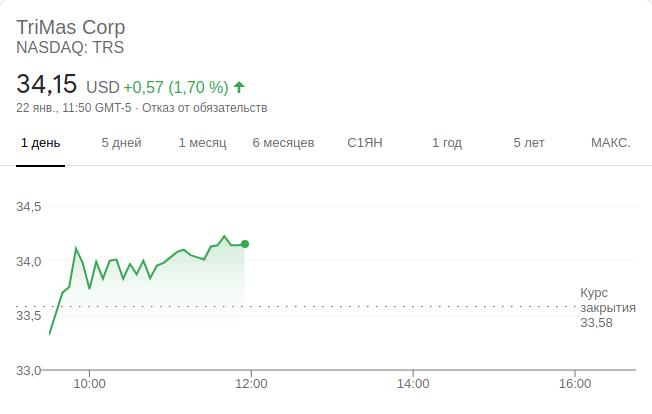 TriMas Corp
NASDAQ: TRS
34,15 USD +0,57 (1,70 %)
22 янв., 11:50 GMT-5 · Отказ от обязательств
1 день 5 дней 1 месяц 6 месяцев С1ЯН 1 год 5 лет МАКС.
34,5
34,0
33,5
33,0
Курс
закрытия
33,58
10:00 12:00 14:00 16:00